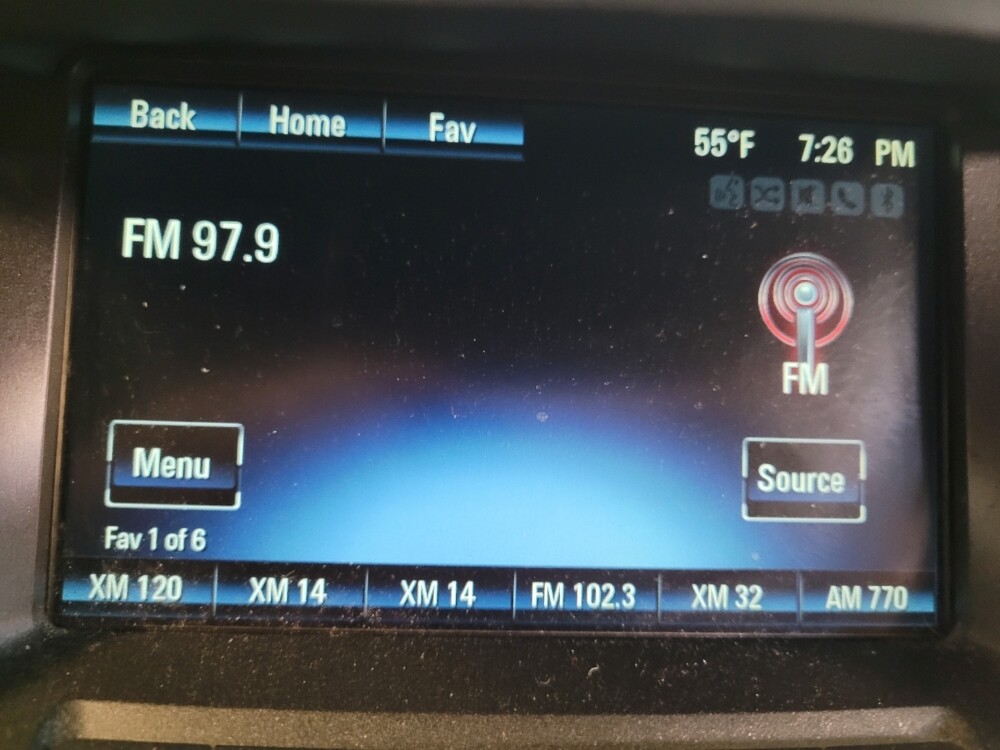 Back Home Fav
55°F 7:26 PM
FM 97.9
FM
Menu
Source
Fav 1 of 6
XM 120 XM 14 XM 14 FM 102.3 XM 32 AM 770